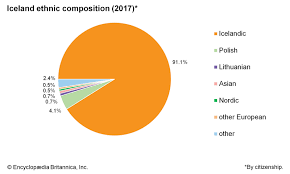 Iceland ethnic composition (2017)*
91.1%
2.4%
0.5%
0.5%
0.7%
0.7%
4.1%
Icelandic
Polish
Lithuanian
Asian
Nordic
other European
other
© Encyclopædia Britannica, Inc.
*By citizenship.